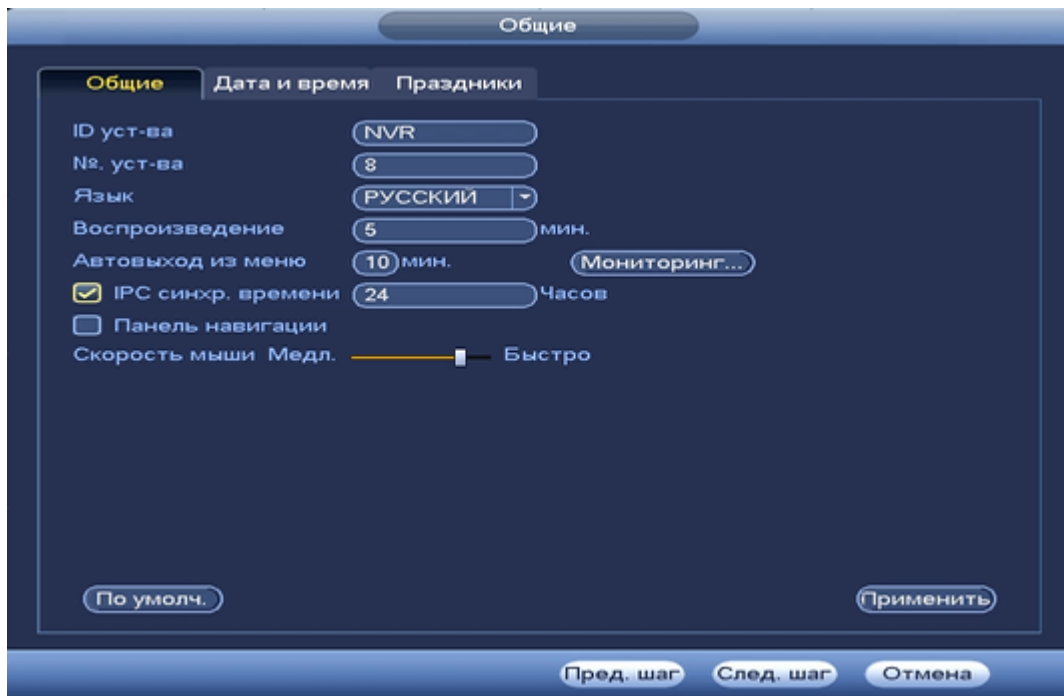 Общие
Общие Дата и время Праздники
ID уст-ва NVR
№. уст-ва 8
Язык РУССКИЙ
Воспроизведение 5 мин.
Автовыход из меню 10 мин. Мониторинг...
IPC синхр. времени 24 Часов
Панель навигации
Скорость мыши Медл. Быстро
По умолч. Применить
Пред. шаг След. шаг Отмена